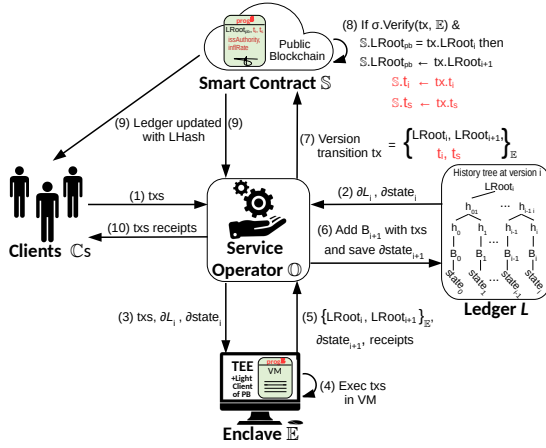 prog
LRoot_pb, t_i, t_s
issAuthority,
inflRate
Public
Blockchain
Smart Contract 𝕊
(8) If σ.Verify(tx, 𝔼) &
𝕊.LRoot_pb = tx.LRoot_i then
𝕊.LRoot_pb ← tx.LRoot_i+1
𝕊.t_i ← tx.t_i
𝕊.t_s ← tx.t_s
(9) Ledger updated (9)
with LHash
(7) Version
transition tx = {LRoot_i, LRoot_i+1,
t_i, t_s}_𝔼
Clients ℂs
(1) txs
(10) txs receipts
Service
Operator 𝕆
(2) ∂L_i , ∂state_i
(6) Add B_i+1 with txs
and save ∂state_i+1
History tree at version i
LRoot_i
h_01 ... h_i-1 i
h_0 h_1 h_i-1 h_i
...
B_0 B_1 ... B_i-1 B_i
state_0 state_1 ... state_i-1 state_i
Ledger L
(3) txs, ∂L_i , ∂state_i
(5) {LRoot_i, LRoot_i+1}_𝔼,
∂state_i+1, receipts
TEE
+Light
Client
of PB
prog
VM
(4) Exec txs
in VM
Enclave 𝔼